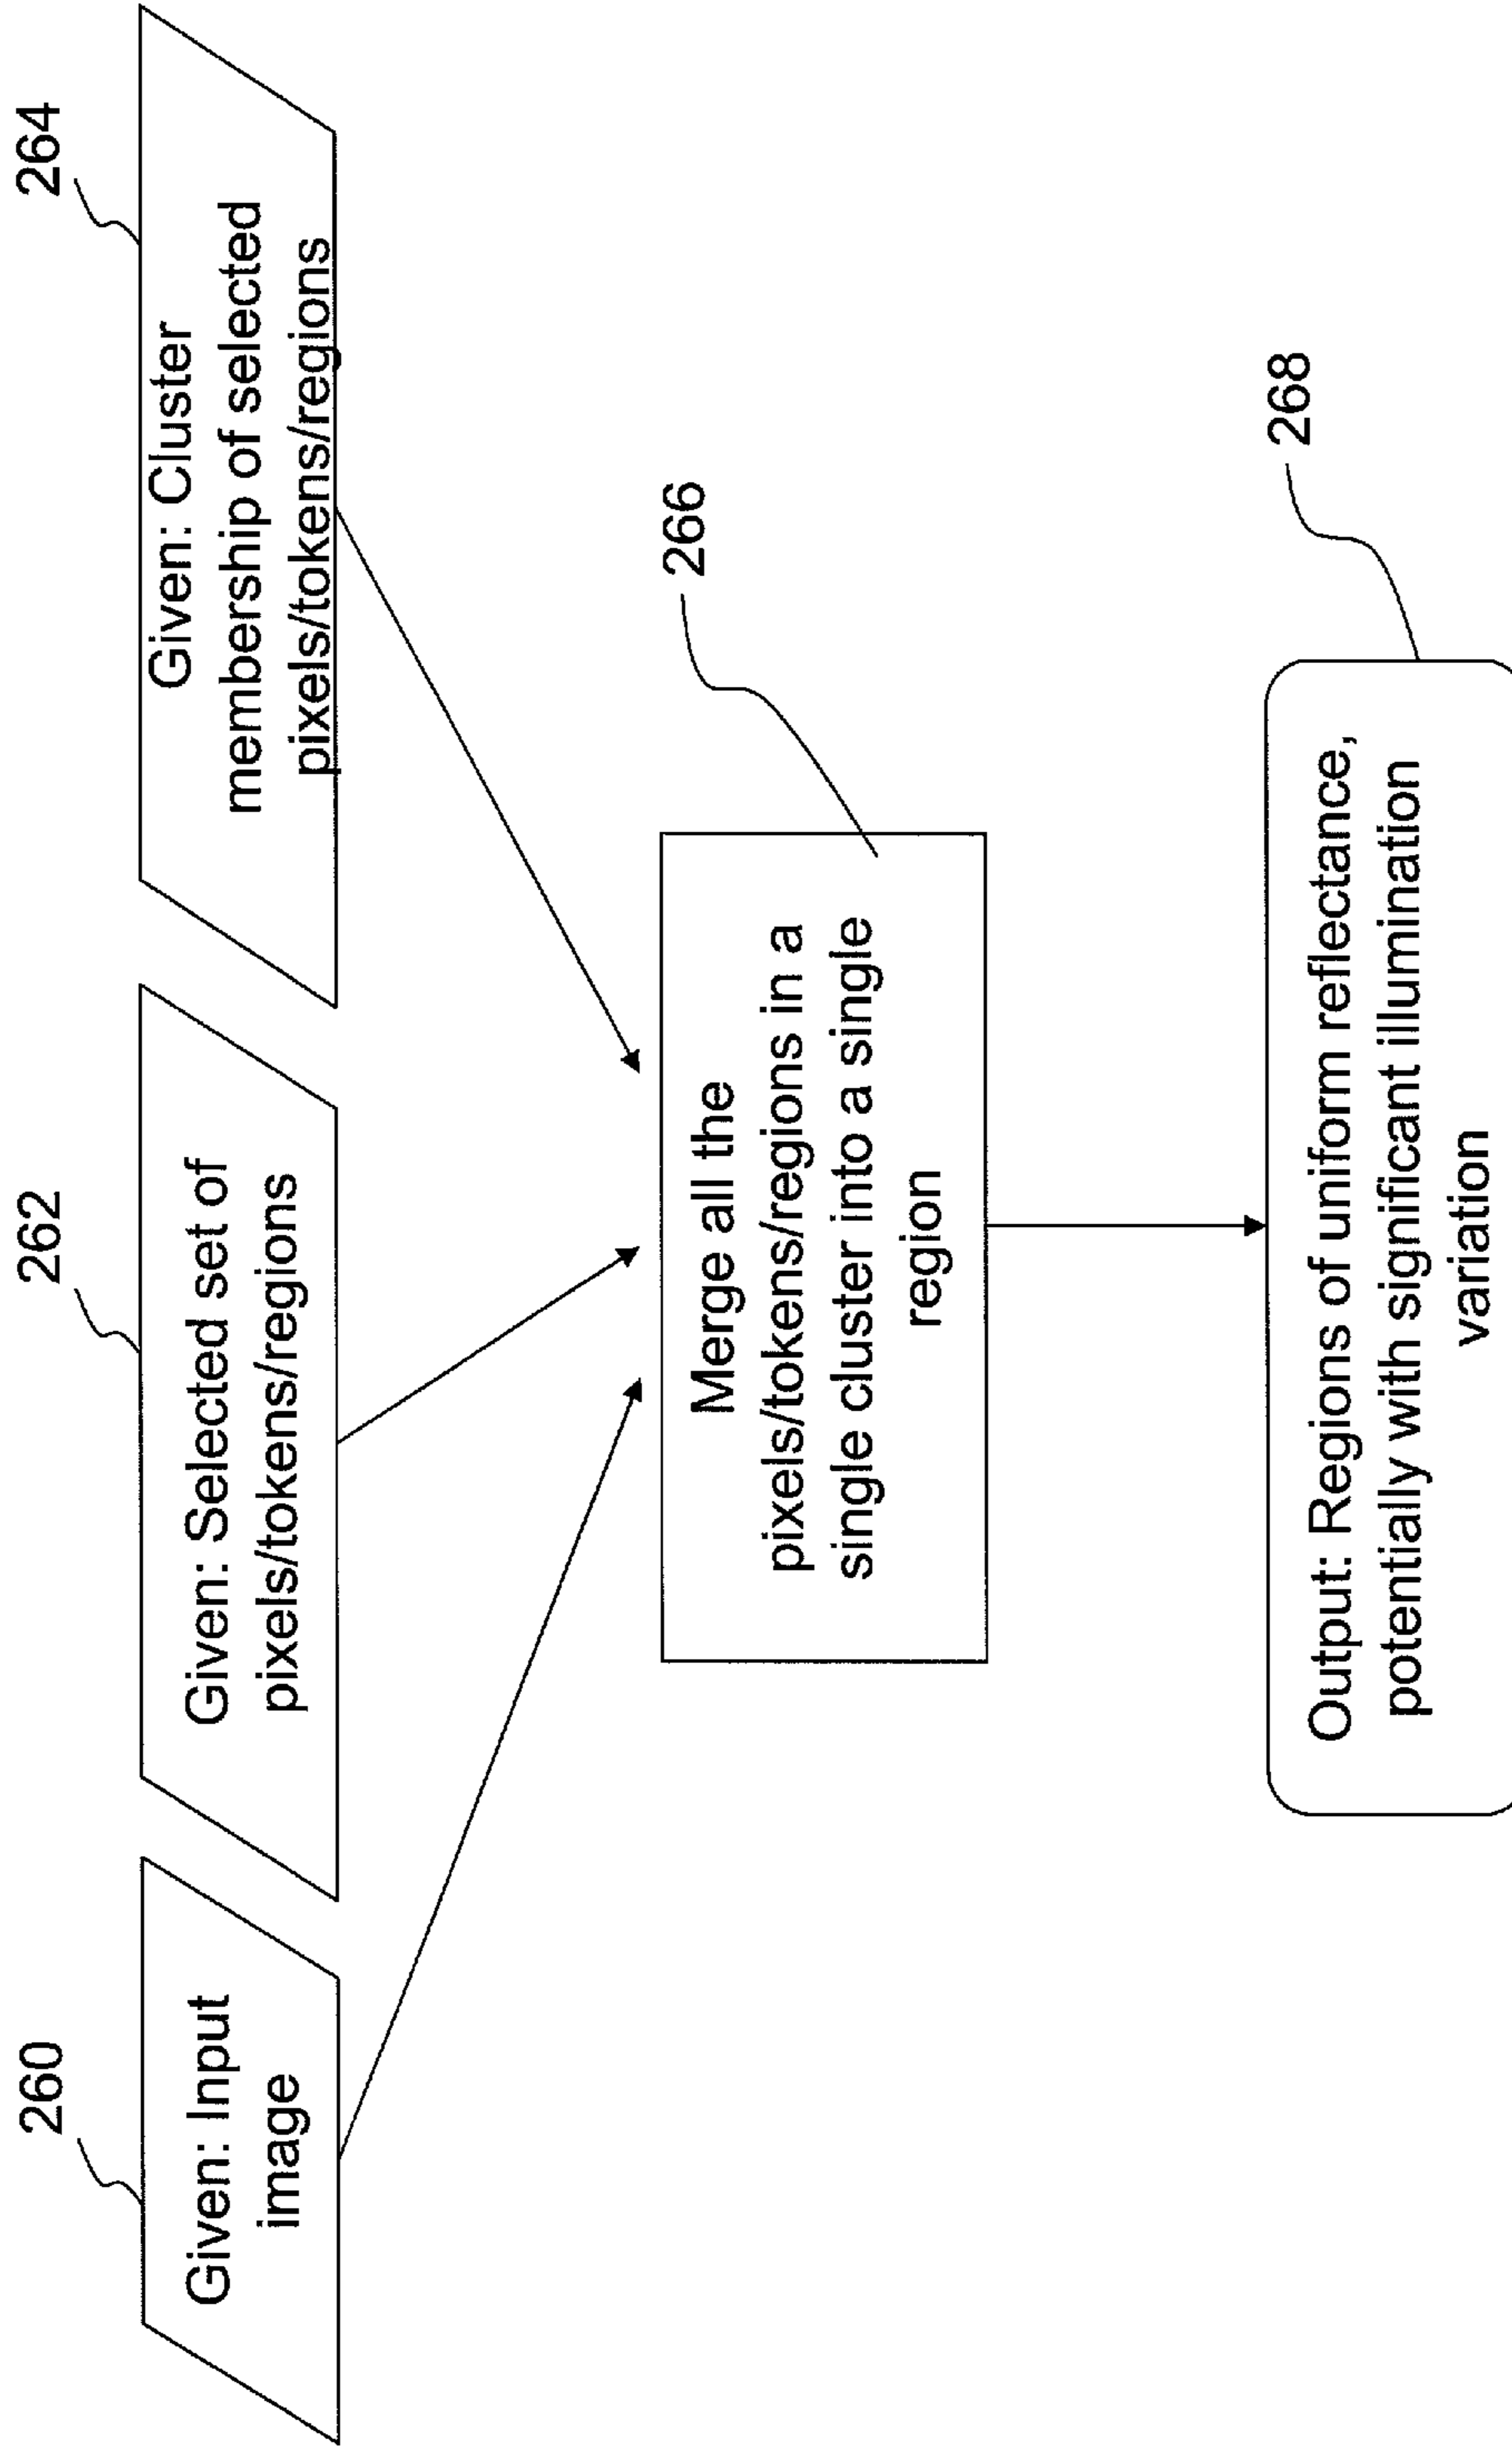 260
Given: Input
image
262
Given: Selected set of
pixels/tokens/regions
264
Given: Cluster
membership of selected
pixels/tokens/regions
266
Merge all the
pixels/tokens/regions in a
single cluster into a single
region
268
Output: Regions of uniform reflectance,
potentially with significant illumination
variation